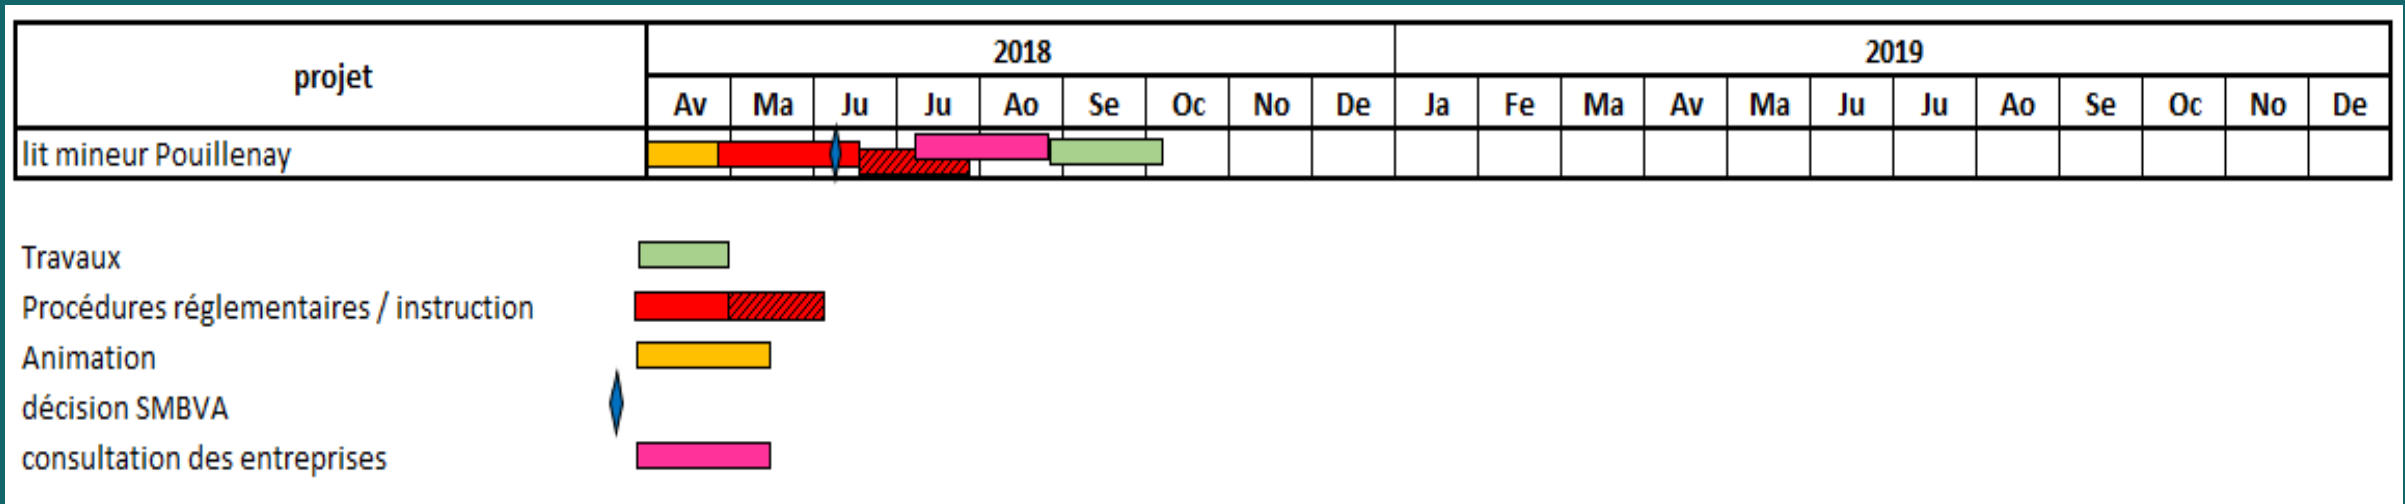 projet
2018 2019
Av Ma Ju Ju Ao Se Oc No De Ja Fe Ma Av Ma Ju Ju Ao Se Oc No De
lit mineur Pouillenay
Travaux
Procédures réglementaires / instruction
Animation
décision SMBVA
consultation des entreprises